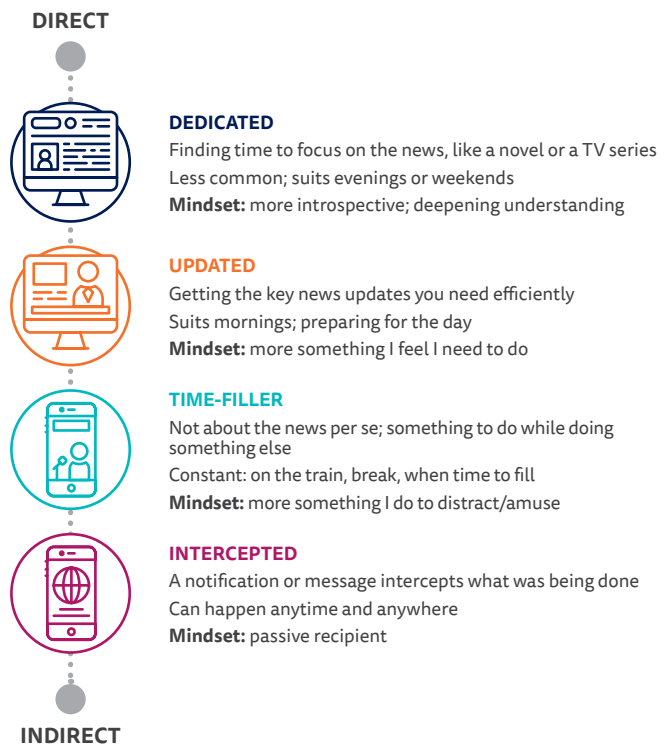 DIRECT
DEDICATED
Finding time to focus on the news, like a novel or a TV series
Less common; suits evenings or weekends
Mindset: more introspective; deepening understanding
UPDATED
Getting the key news updates you need efficiently
Suits mornings; preparing for the day
Mindset: more something I feel I need to do
TIME-FILLER
Not about the news per se; something to do while doing
something else
Constant: on the train, break, when time to fill
Mindset: more something I do to distract/amuse
INTERCEPTED
A notification or message intercepts what was being done
Can happen anytime and anywhere
Mindset: passive recipient
INDIRECT